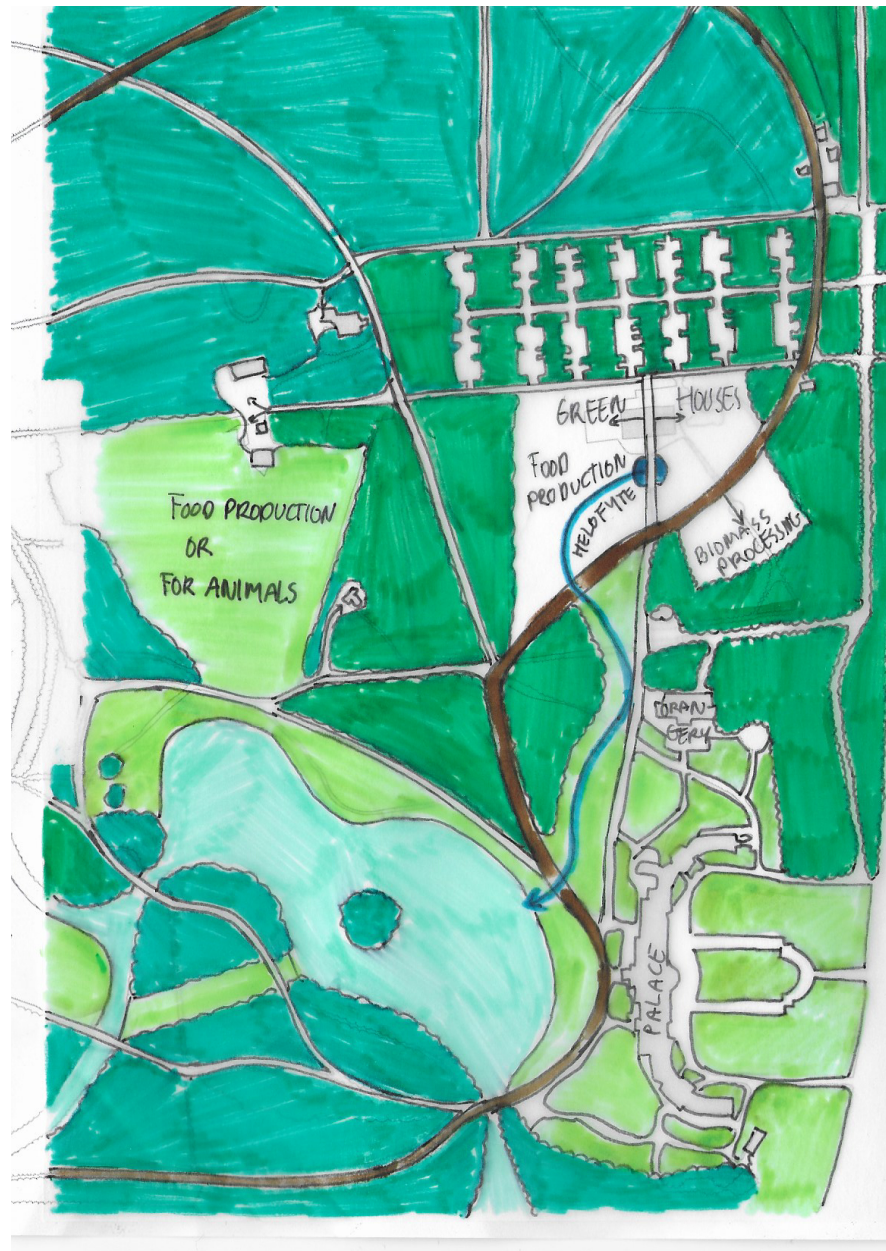 GREEN HOUSES
FOOD
PRODUCTION
HELOFYTE
BIOMASS
PROCESSING
FOOD PRODUCTION
OR
FOR ANIMALS
ORAN
GERY
PALACE